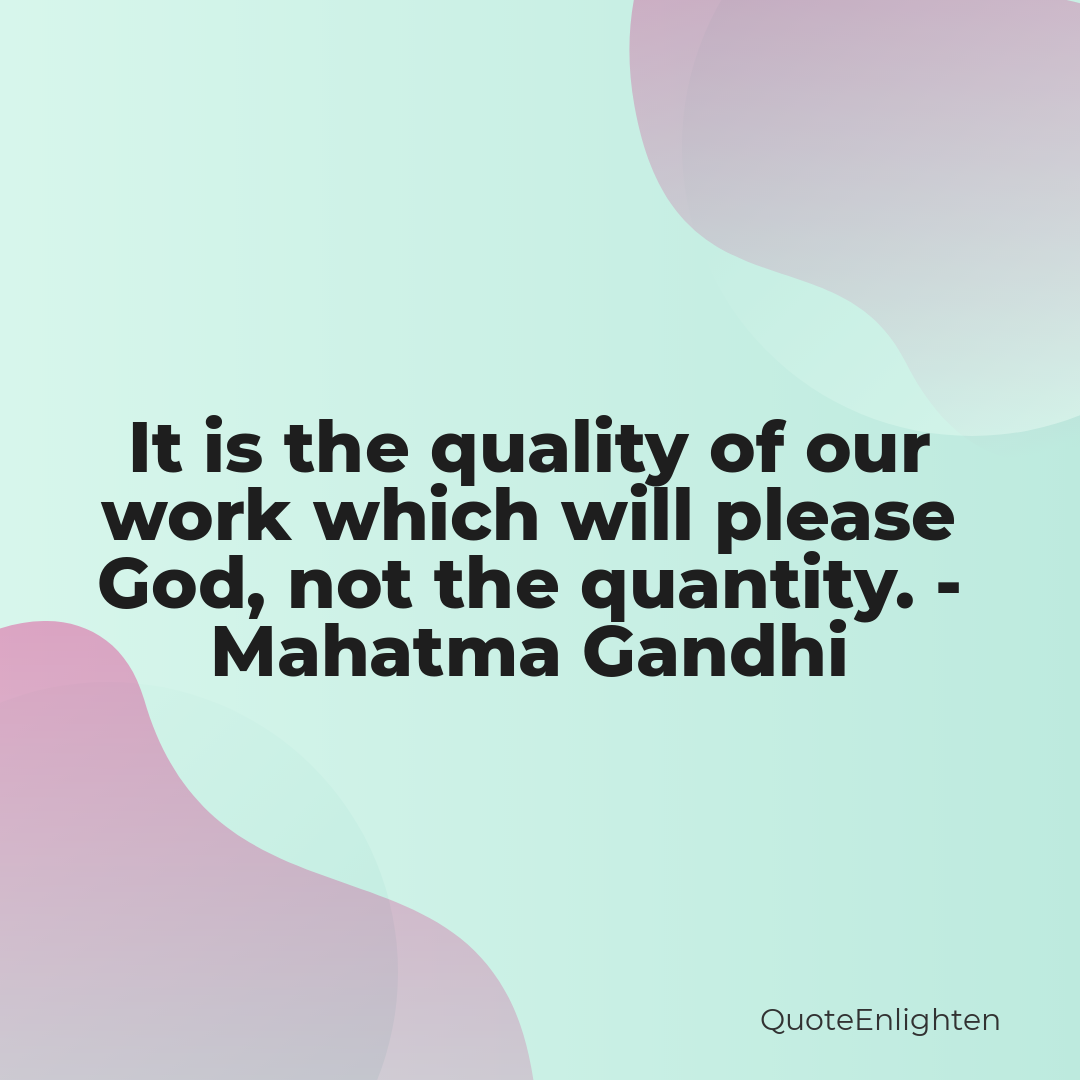 It is the quality of our
work which will please
God, not the quantity. -
Mahatma Gandhi
QuoteEnlighten